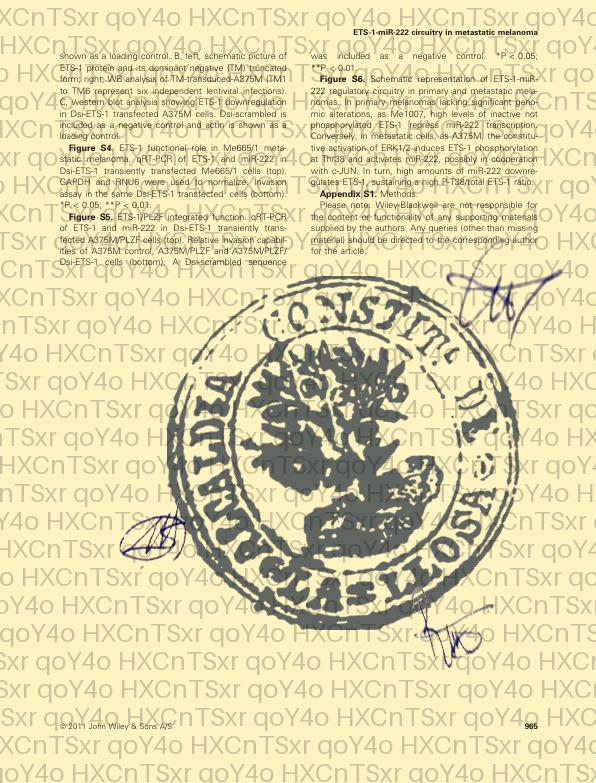 ETS-1-miR-222 circuitry in metastatic melanoma
shown as a loading control. B, left, schematic picture of
ETS-1 protein and its dominant negative (TM) truncated
form; right, WB analysis of TM-transduced-A375M (TM1
to TM6 represent six independent lentiviral infections).
C, western blot analysis showing ETS-1 downregulation
in Dsi-ETS-1 transfected A375M cells. Dsi-scrambled is
included as a negative control and actin is shown as a
loading control.
Figure S4. ETS-1 functional role in Me665/1 meta-
static melanoma. qRT-PCR of ETS-1 and miR-222 in
Dsi-ETS-1 transiently transfected Me665/1 cells (top).
GAPDH and RNU6 were used to normalize. Invasion
assay in the same Dsi-ETS-1 transfected cells (bottom).
*P < 0.05; **P < 0.01.
Figure S5. ETS-1/PLZF integrated function. qRT-PCR
of ETS-1 and miR-222 in Dsi-ETS-1 transiently trans-
fected A375M/PLZF cells (top). Relative invasion capabil-
ities of A375M control, A375M/PLZF and A375M/PLZF/
Dsi-ETS-1 cells (bottom). A Dsi-scrambled sequence
was included as a negative control. *P < 0.05;
**P < 0.01.
Figure S6. Schematic representation of ETS-1-miR-
222 regulatory circuitry in primary and metastatic mela-
nomas. In primary melanomas lacking significant geno-
mic alterations, as Me1007, high levels of inactive not
phosphorylated ETS-1 repress miR-222 transcription.
Conversely, in metastatic cells, as A375M, the constitu-
tive activation of ERK1/2 induces ETS-1 phosphorylation
at Thr38 and activates miR-222, possibly in cooperation
with c-JUN. In turn, high amounts of miR-222 downre-
gulates ETS-1, sustaining a high P-T38/total ETS-1 ratio.
Appendix S1. Methods.
Please note: Wiley-Blackwell are not responsible for
the content or functionality of any supporting materials
supplied by the authors. Any queries (other than missing
material) should be directed to the corresponding author
for the article.
© 2011 John Wiley & Sons A/S
965